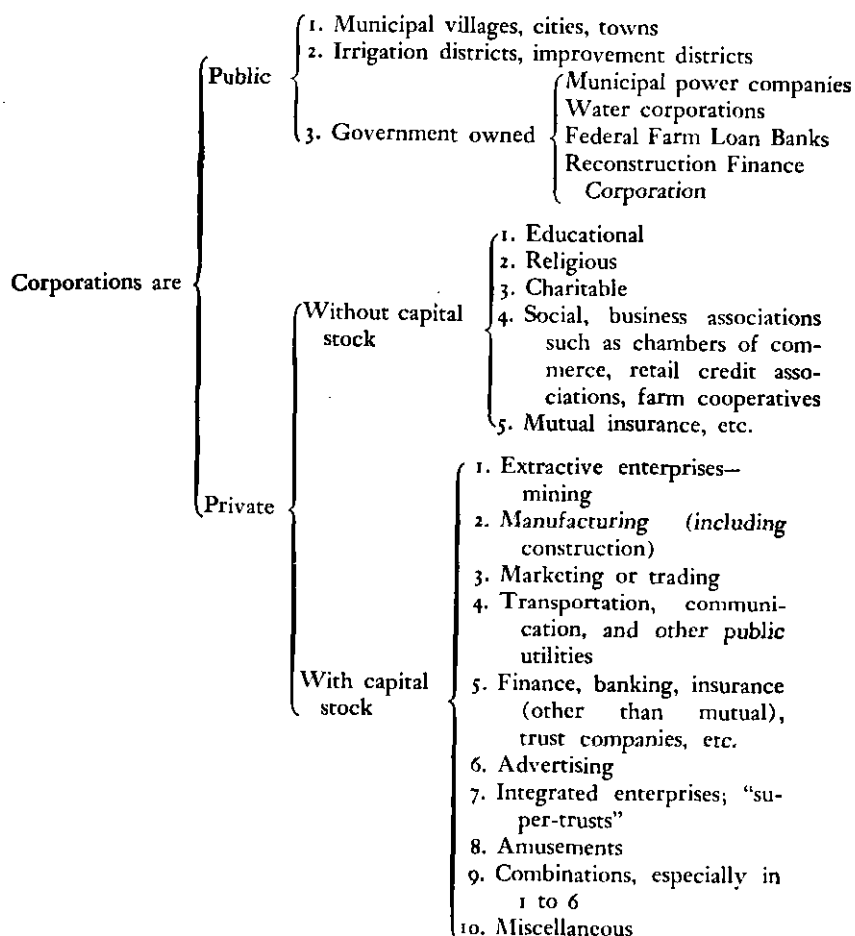 1. Municipal villages, cities, towns
2. Irrigation districts, improvement districts
Public
Municipal power companies
Water corporations
3. Government owned
Federal Farm Loan Banks
Reconstruction Finance
Corporation
Corporations are
1. Educational
2. Religious
3. Charitable
Without capital
stock
4. Social, business associations
such as chambers of com-
merce, retail credit asso-
ciations, farm cooperatives
5. Mutual insurance, etc.
Private
1. Extractive enterprises—
mining
2. Manufacturing (including
construction)
3. Marketing or trading
4. Transportation, communi-
cation, and other public
utilities
With capital
stock
5. Finance, banking, insurance
(other than mutual),
trust companies, etc.
6. Advertising
7. Integrated enterprises; “su-
per-trusts”
8. Amusements
9. Combinations, especially in
1 to 6
10. Miscellaneous